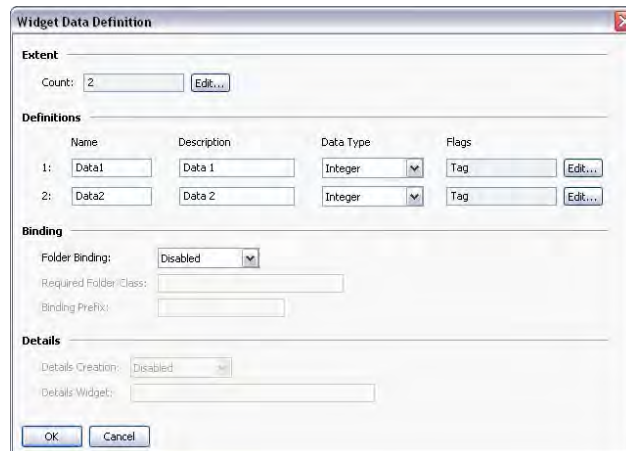 Widget Data Definition
Extent
Count: 2 Edit...
Definitions
Name Description Data Type Flags
1: Data1 Data 1 Integer Tag Edit...
2: Data2 Data 2 Integer Tag Edit...
Binding
Folder Binding: Disabled
Required Folder Class:
Binding Prefix:
Details
Details Creation: Disabled
Details Widget:
OK Cancel